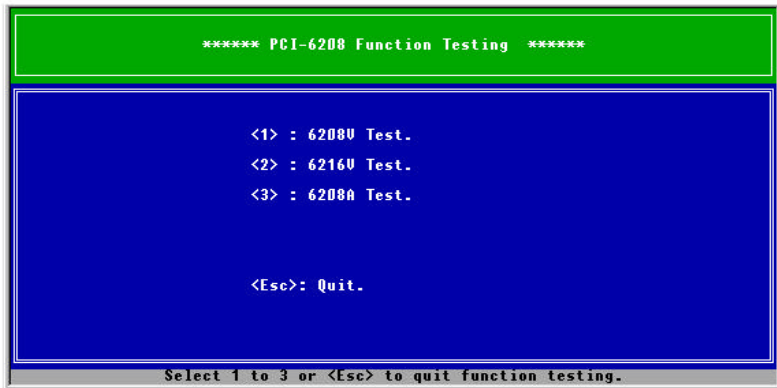 ****** PCI-6208 Function Testing ******
<1> : 6208V Test.
<2> : 6216V Test.
<3> : 6208A Test.
<Esc>: Quit.
Select 1 to 3 or <Esc> to quit function testing.